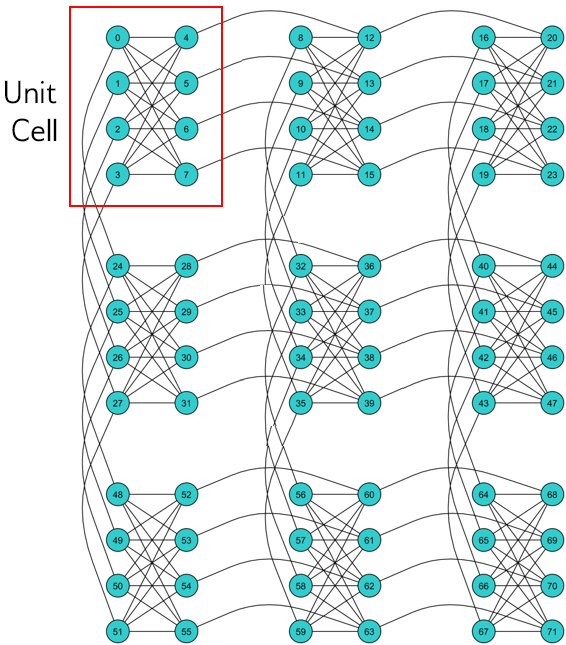 0 4 8 12 16 20
1 5 9 13 17 21
Unit
2 6 10 14 18 22
Cell
3 7 11 15 19 23
24 28 32 36 40 44
25 29 33 37 41 45
26 30 34 38 42 46
27 31 35 39 43 47
48 52 56 60 64 68
49 53 57 61 65 69
50 54 58 62 66 70
51 55 59 63 67 71